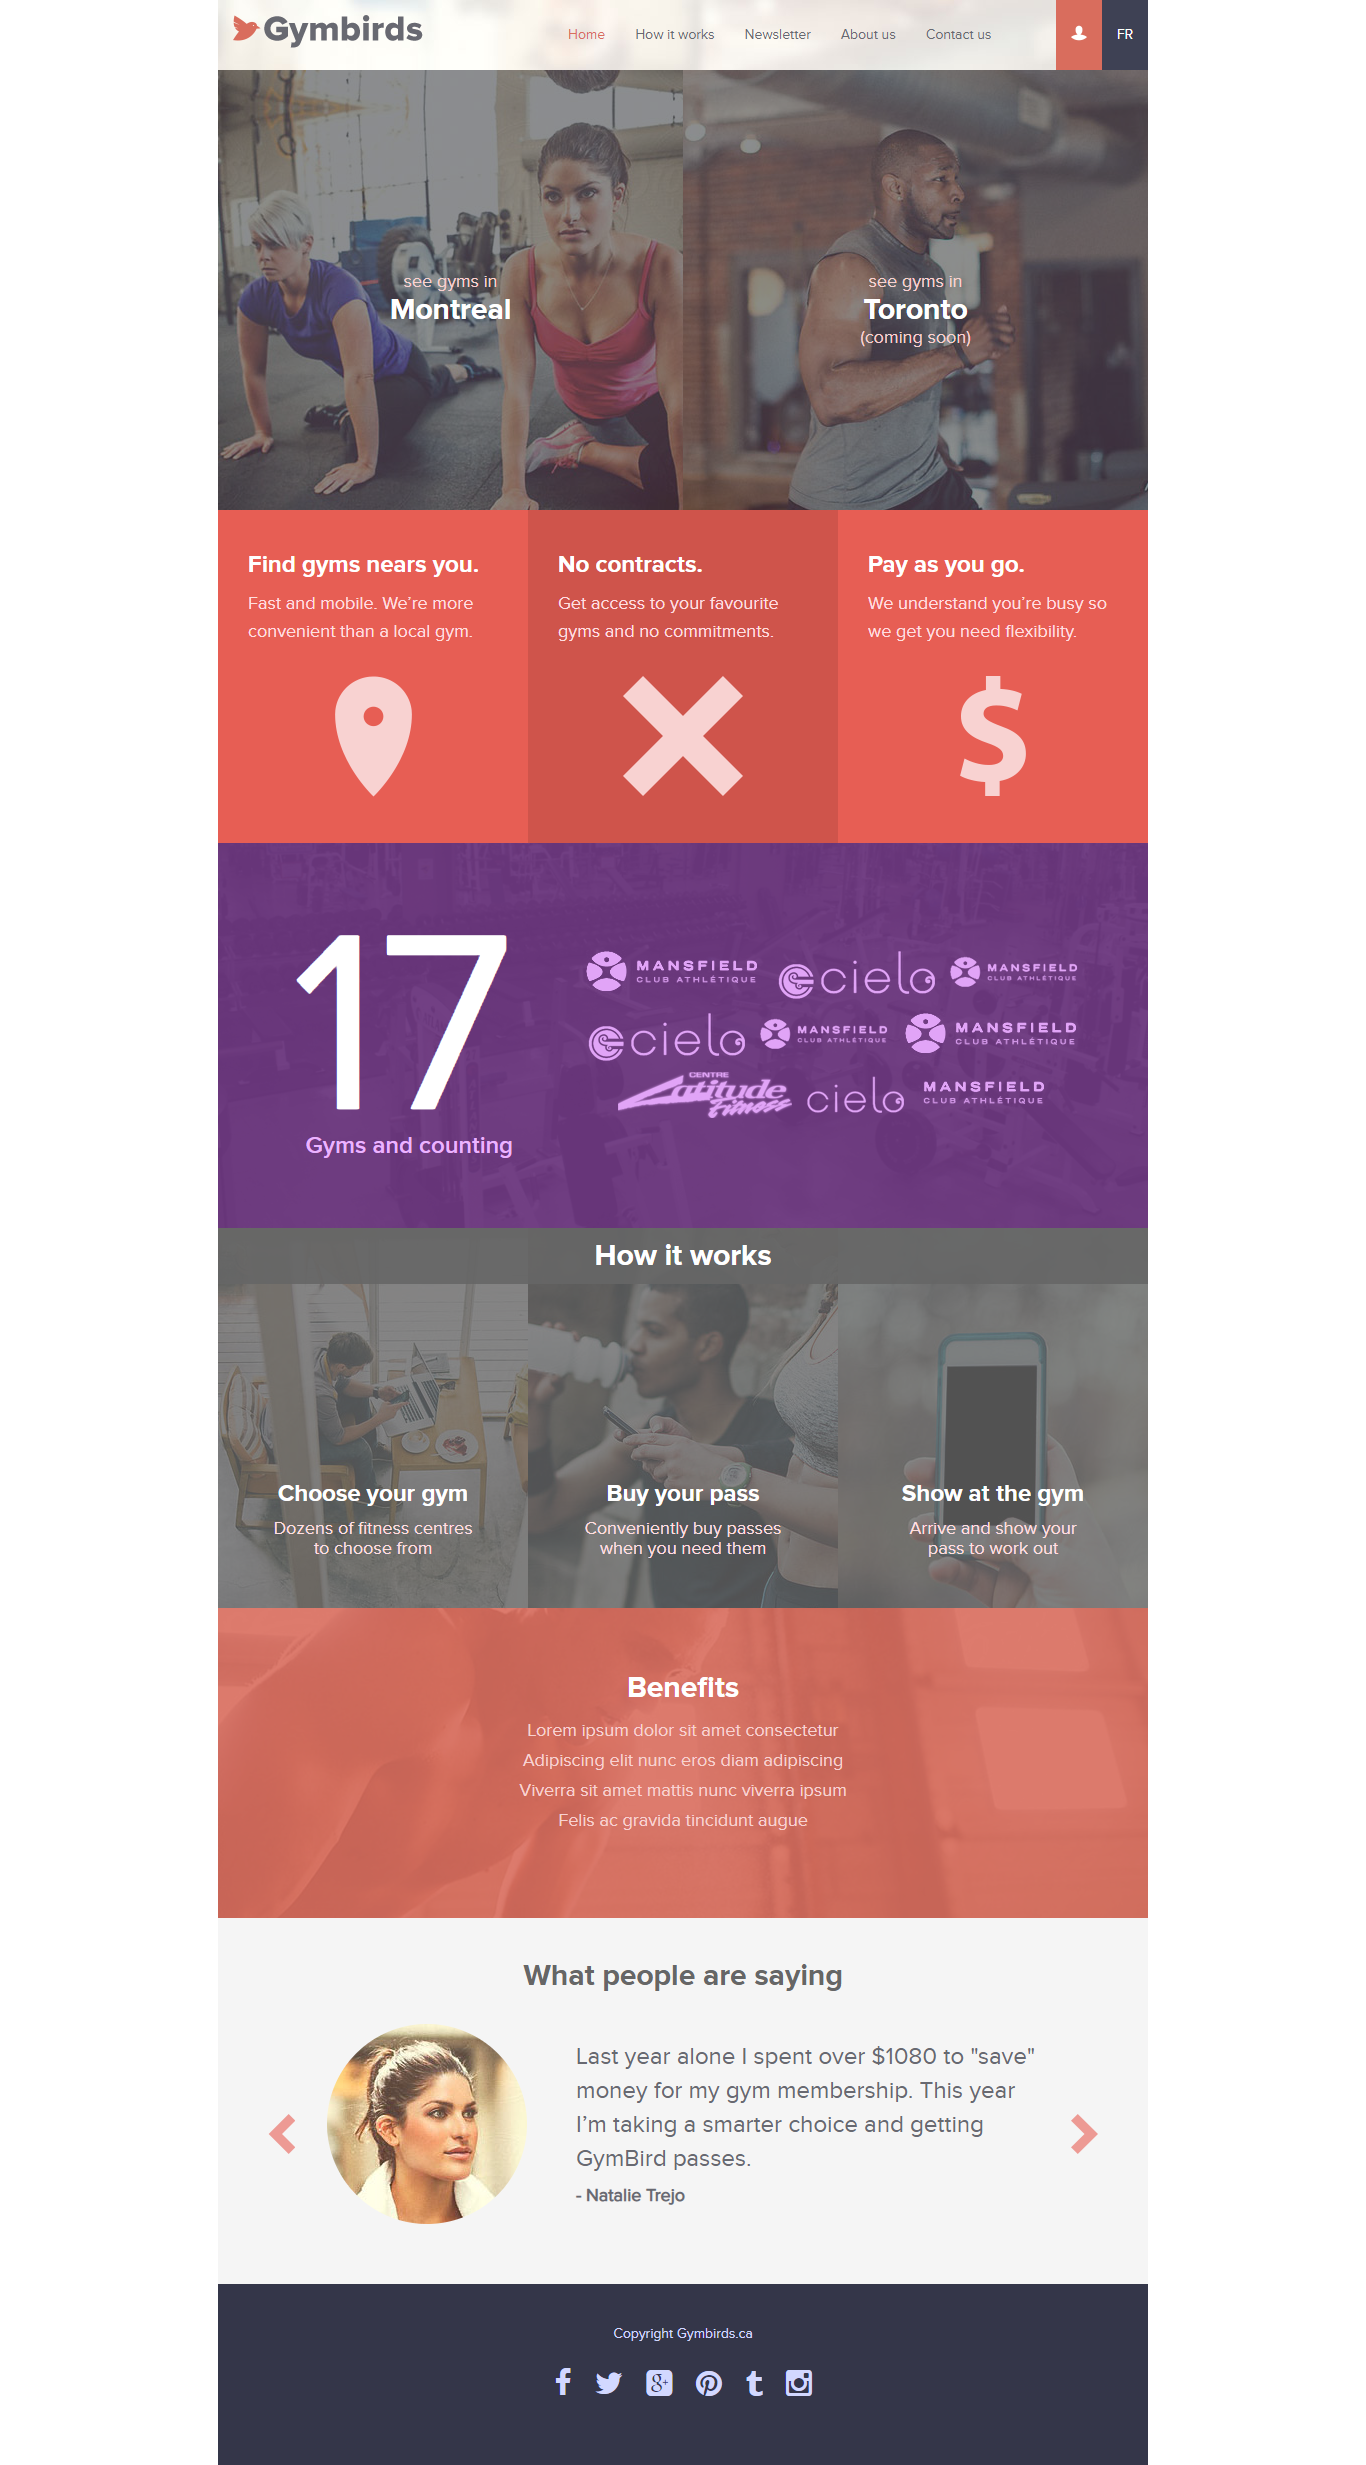 Gymbirds
Home
How it works
Newsletter
About us
Contact us
FR
see gyms in
Montreal
see gyms in
Toronto
(coming soon)
Find gyms nears you.
Fast and mobile. We're more
convenient than a local gym.
No contracts.
Get access to your favourite
gyms and no commitments.
Pay as you go.
We understand you're busy so
we get you need flexibility.
$
17
Gyms and counting
MANSFIELD
CLUB ATHLÉTIQUE
cielo
MANSFIELD
CLUB ATHLÉTIQUE
cielo
MANSFIELD
CLUB ATHLÉTIQUE
MANSFIELD
CLUB ATHLÉTIQUE
CENTRE
Latitude
Fitness
cielo
MANSFIELD
CLUB ATHLÉTIQUE
How it works
Choose your gym
Dozens of fitness centres
to choose from
Buy your pass
Conveniently buy passes
when you need them
Show at the gym
Arrive and show your
pass to work out
Benefits
Lorem ipsum dolor sit amet consectetur
Adipiscing elit nunc eros diam adipiscing
Viverra sit amet mattis nunc viverra ipsum
Felis ac gravida tincidunt augue
What people are saying
Last year alone I spent over $1080 to "save"
money for my gym membership. This year
I'm taking a smarter choice and getting
GymBird passes.
- Natalie Trejo
Copyright Gymbirds.ca